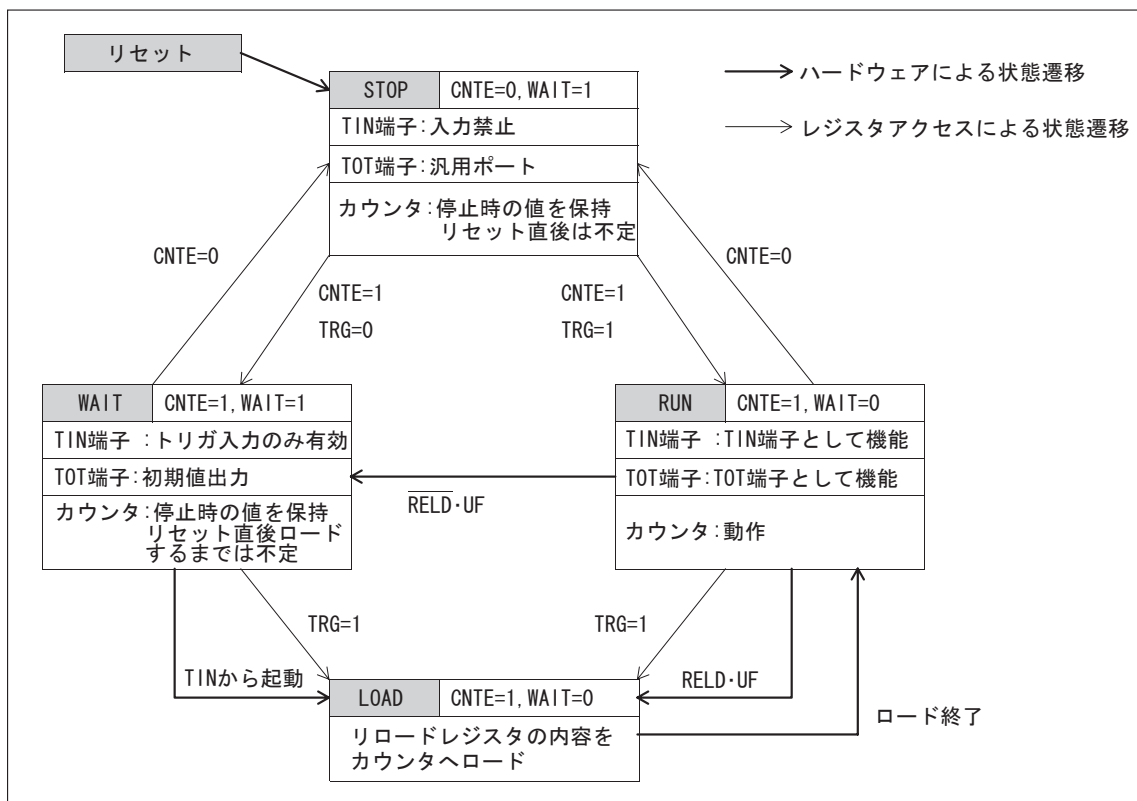 リセット
ハードウェアによる状態遷移
レジスタアクセスによる状態遷移
STOP CNTE=0, WAIT=1
TIN端子:入力禁止
TOT端子:汎用ポート
カウンタ:停止時の値を保持
リセット直後は不定
CNTE=0
CNTE=0
CNTE=1
TRG=0
CNTE=1
TRG=1
WAIT CNTE=1, WAIT=1
TIN端子 :トリガ入力のみ有効
TOT端子:初期値出力
カウンタ:停止時の値を保持
リセット直後ロード
するまでは不定
RUN CNTE=1, WAIT=0
TIN端子 :TIN端子として機能
TOT端子:TOT端子として機能
カウンタ:動作
R̅E̅L̅D̅・UF
TRG=1
TRG=1
TINから起動
RELD・UF
ロード終了
LOAD CNTE=1, WAIT=0
リロードレジスタの内容を
カウンタへロード